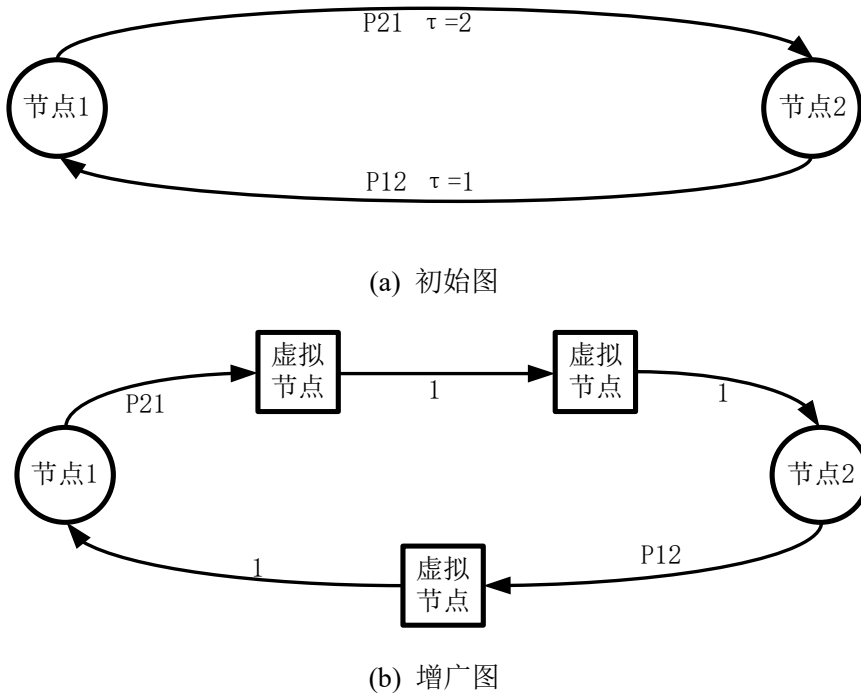 P21 τ=2
节点1
节点2
P12 τ=1
(a) 初始图
虚拟
节点
虚拟
节点
P21
1
1
节点1
节点2
1
虚拟
节点
P12
(b) 增广图